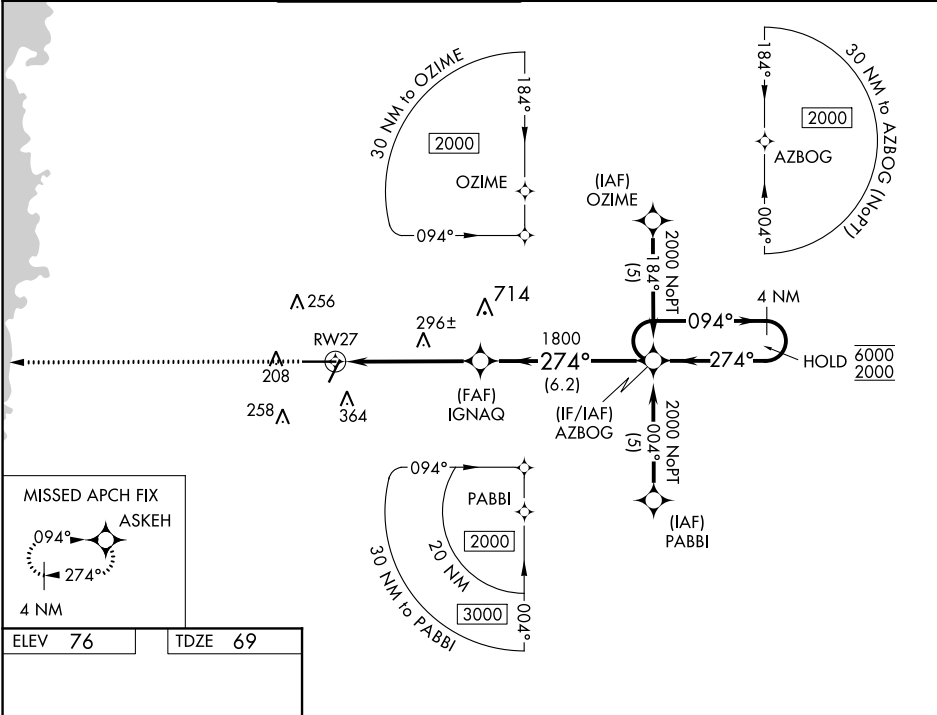 30 NM to OZIME
184°
2000
OZIME
094°
184°
30 NM to AZBOG (NoPT)
2000
AZBOG
004°
(IAF)
OZIME
2000 NoPT
184°
(5)
256
714
296±
RW27
1800
274°
(6.2)
094°
4 NM
274°
HOLD
6000
2000
208
258
364
(FAF)
IGNAQ
(IF/IAF)
AZBOG
2000 NoPT
004°
(5)
(IAF)
PABBI
094°
PABBI
2000
20 NM
3000
004°
30 NM to PABBI
MISSED APCH FIX
ASKEH
094°
274°
4 NM
ELEV 76
TDZE 69